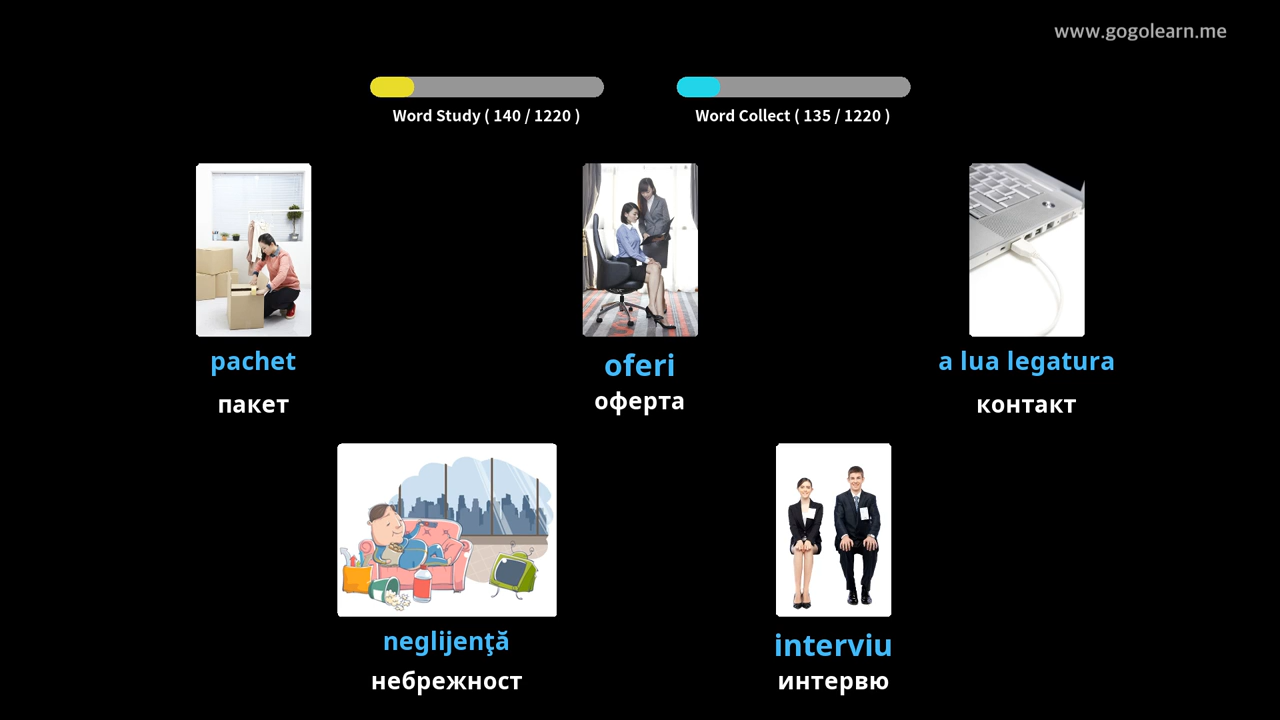 www.gogolearn.me
Word Study ( 140 / 1220 )
Word Collect ( 135 / 1220 )
pachet
oferi
a lua legatura
пакет
оферта
контакт
neglijenţă
interviu
небрежност
интервю